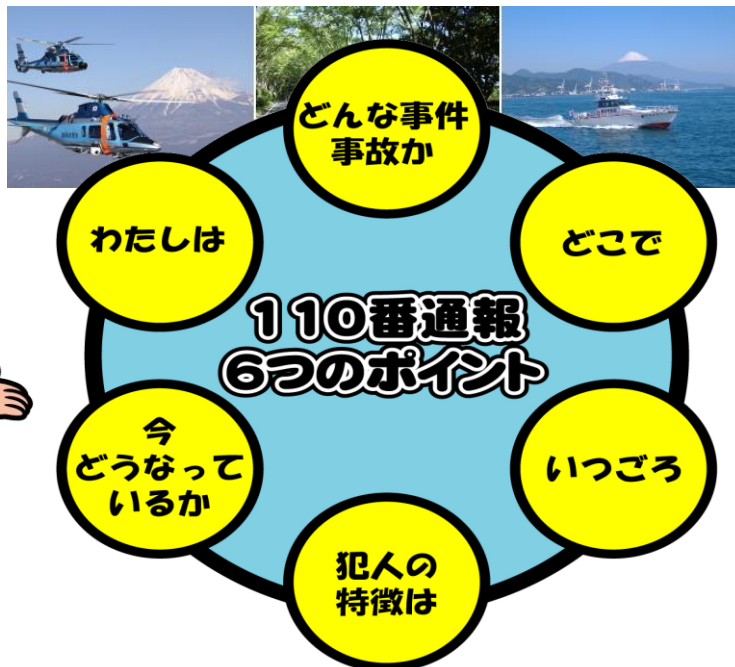 どんな事件
事故か
わたしは
どこで
110番通報
6つのポイント
今
どうなって
いるか
いつごろ
犯人の
特徴は